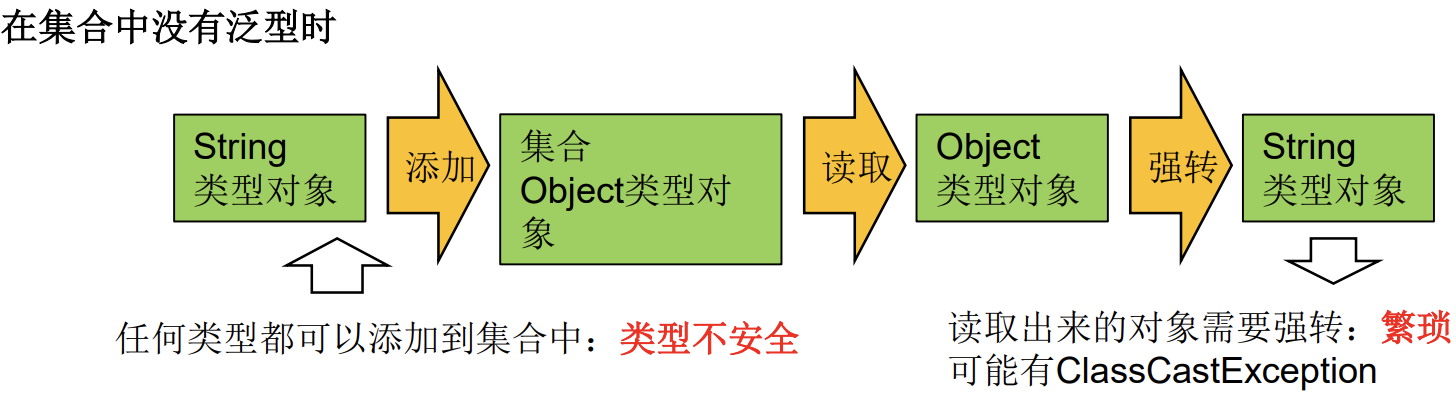 在集合中没有泛型时
String
类型对象
添加
集合
Object类型对
象
读取
Object
类型对象
强转
String
类型对象
任何类型都可以添加到集合中：类型不安全
读取出来的对象需要强转：繁琐
可能有ClassCastException